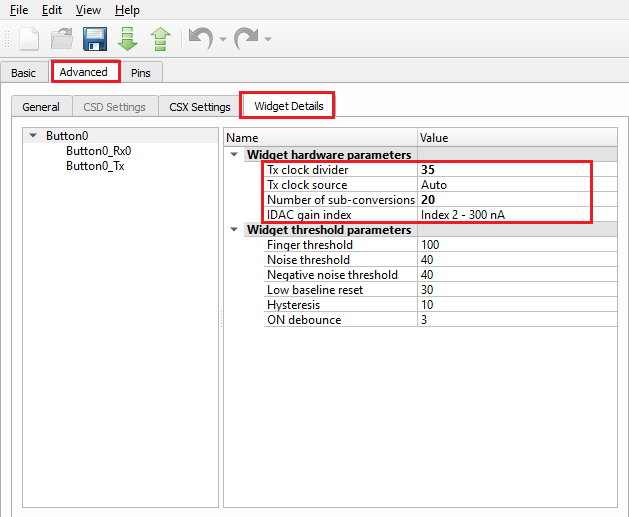 File Edit View Help
Basic Advanced Pins
General CSD Settings CSX Settings Widget Details
Button0
Button0_Rx0
Button0_Tx
Name Value
Widget hardware parameters
Tx clock divider 35
Tx clock source Auto
Number of sub-conversions 20
IDAC gain index Index 2 - 300 nA
Widget threshold parameters
Finger threshold 100
Noise threshold 40
Negative noise threshold 40
Low baseline reset 30
Hysteresis 10
ON debounce 3